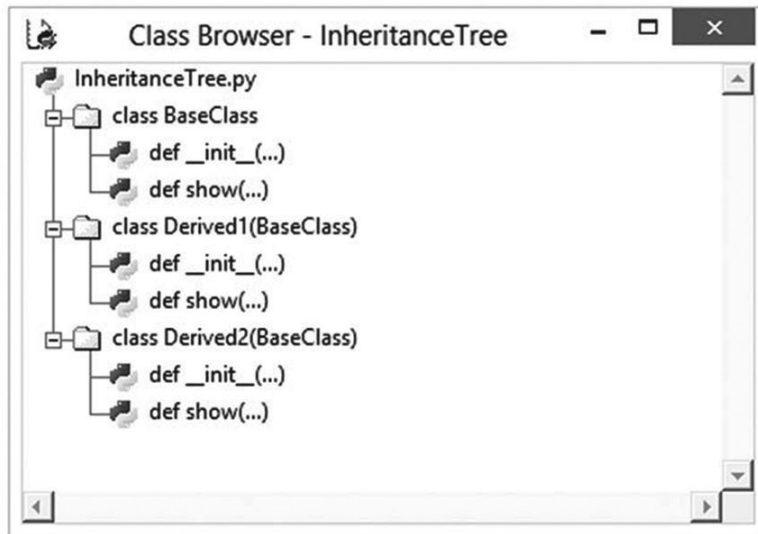 Class Browser - InheritanceTree
InheritanceTree.py
class BaseClass
def __init__(...)
def show(...)
class Derived1(BaseClass)
def __init__(...)
def show(...)
class Derived2(BaseClass)
def __init__(...)
def show(...)